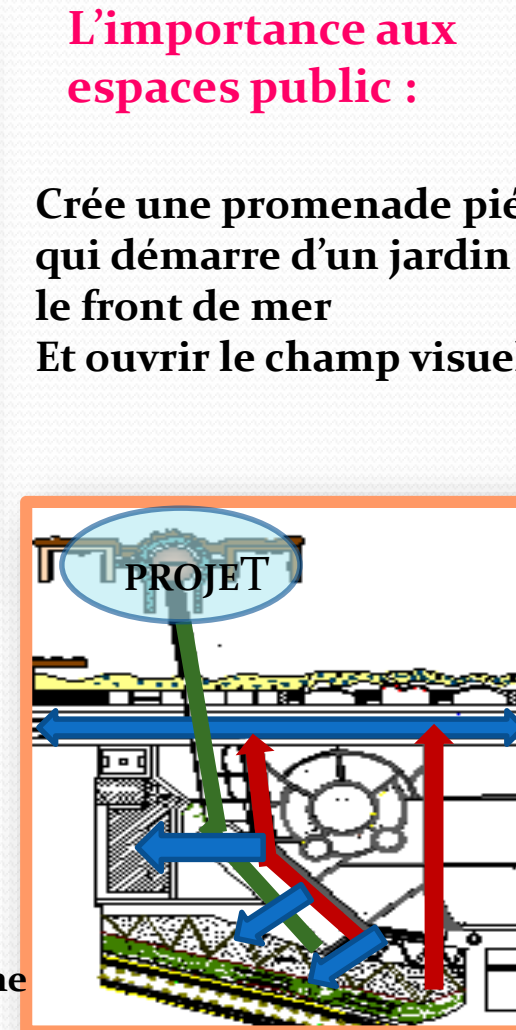 L’importance aux
espaces public :
Crée une promenade pié
qui démarre d’un jardin
le front de mer
Et ouvrir le champ visuel
PROJET
ne